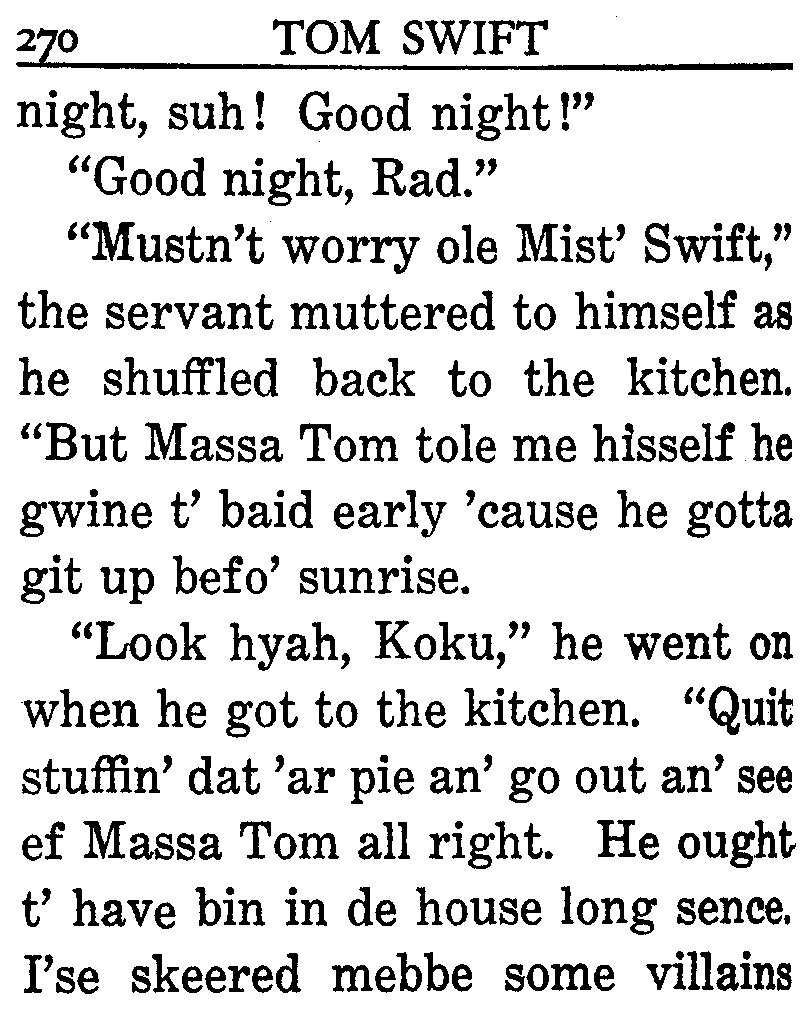 270 TOM SWIFT
night, suh! Good night!”
“Good night, Rad.”
“Mustn’t worry ole Mist’ Swift,”
the servant muttered to himself as
he shuffled back to the kitchen.
“But Massa Tom tole me hisself he
gwine t’ baid early ’cause he gotta
git up befo’ sunrise.
“Look hyah, Koku,” he went on
when he got to the kitchen. “Quit
stuffin’ dat ’ar pie an’ go out an’ see
ef Massa Tom all right. He ought
t’ have bin in de house long sence.
I’se skeered mebbe some villains